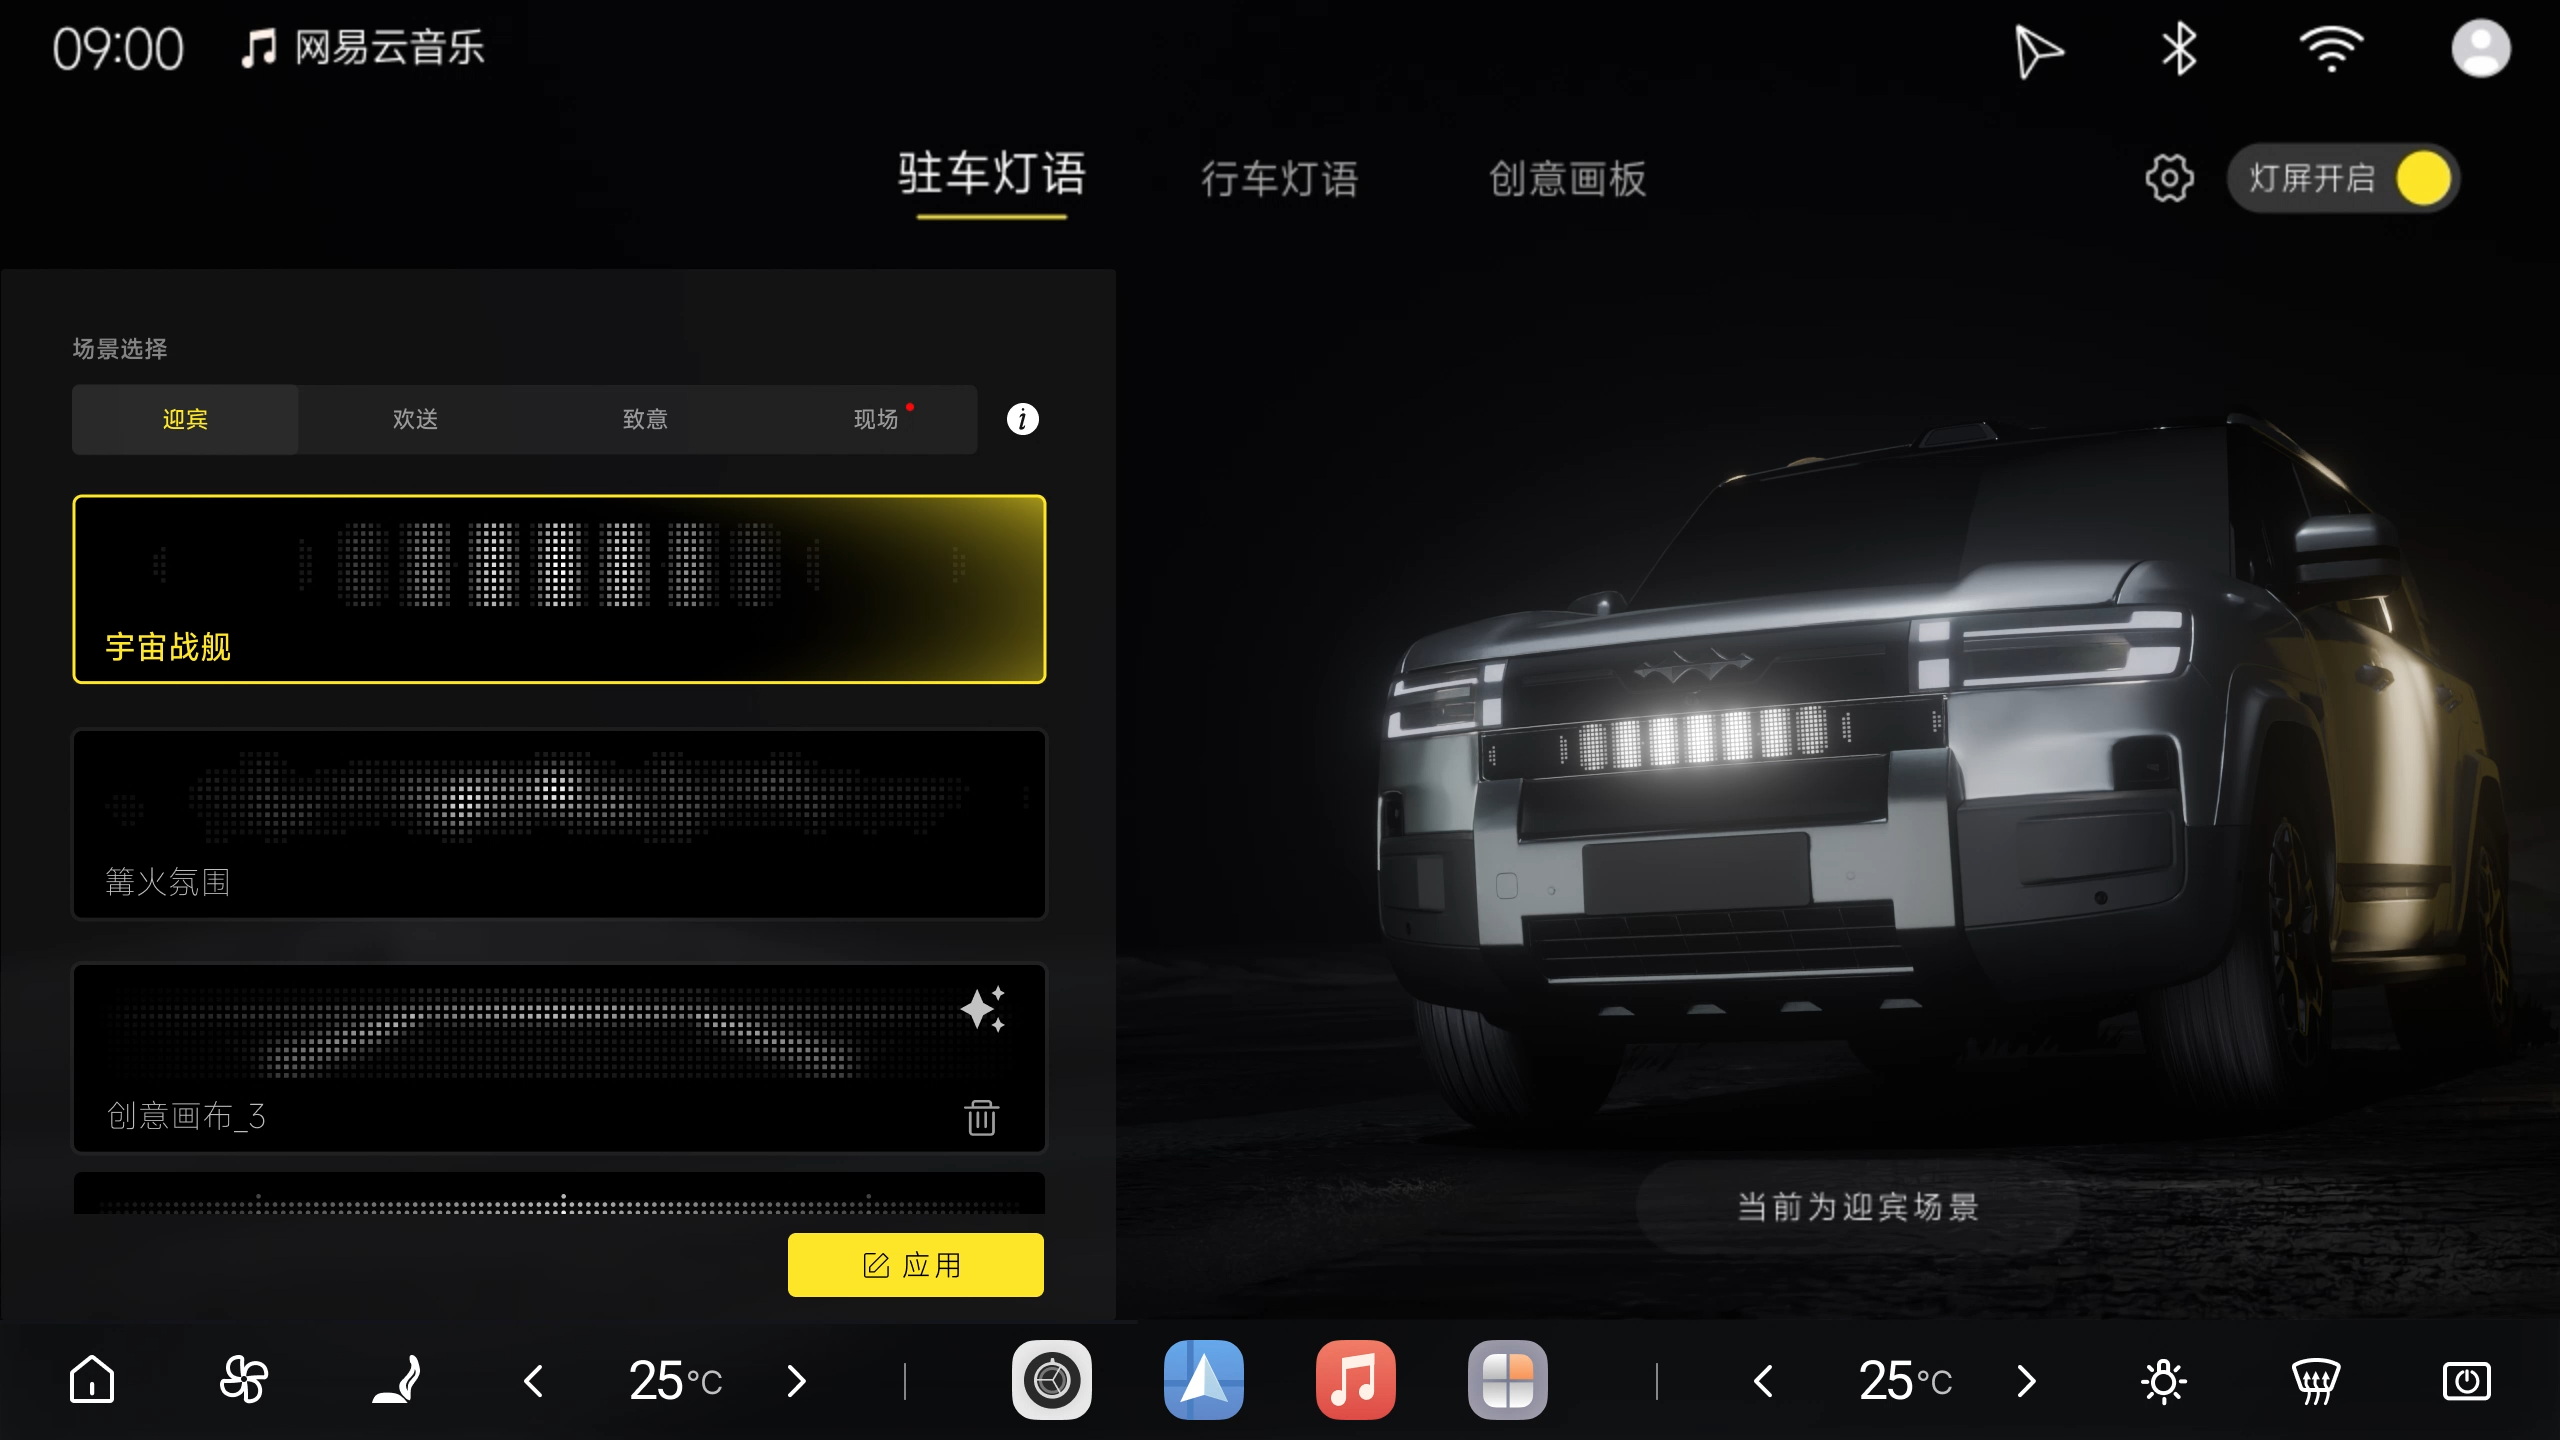 09:00 网易云音乐
驻车灯语 行车灯语 创意画板 灯屏开启
场景选择
迎宾 欢送 致意 现场
宇宙战舰
篝火氛围
创意画布_3
当前为迎宾场景
应用
25°C 25°C